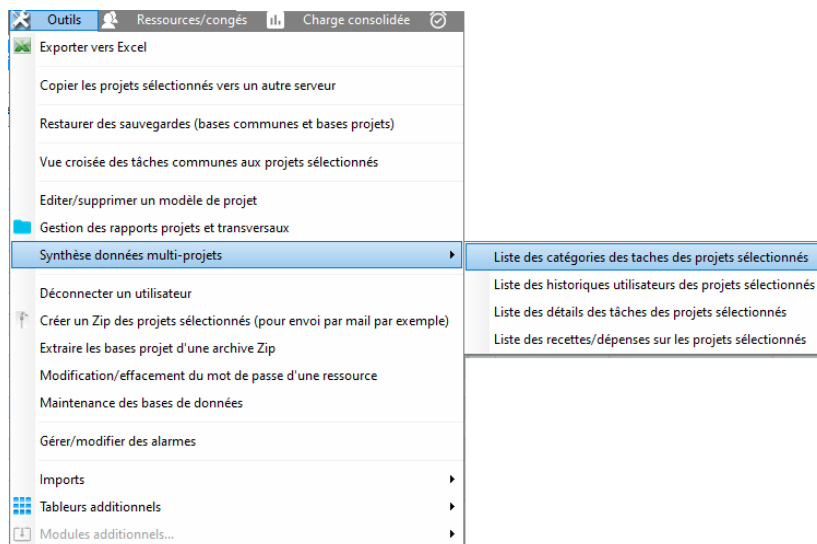 Outils Ressources/congés Charge consolidée
Exporter vers Excel
Copier les projets sélectionnés vers un autre serveur
Restaurer des sauvegardes (bases communes et bases projets)
Vue croisée des tâches communes aux projets sélectionnés
Editer/supprimer un modèle de projet
Gestion des rapports projets et transversaux
Synthèse données multi-projets
Liste des catégories des taches des projets sélectionnés
Liste des historiques utilisateurs des projets sélectionnés
Liste des détails des tâches des projets sélectionnés
Liste des recettes/dépenses sur les projets sélectionnés
Déconnecter un utilisateur
Créer un Zip des projets sélectionnés (pour envoi par mail par exemple)
Extraire les bases projet d'une archive Zip
Modification/effacement du mot de passe d'une ressource
Maintenance des bases de données
Gérer/modifier des alarmes
Imports
Tableurs additionnels
Modules additionnels...